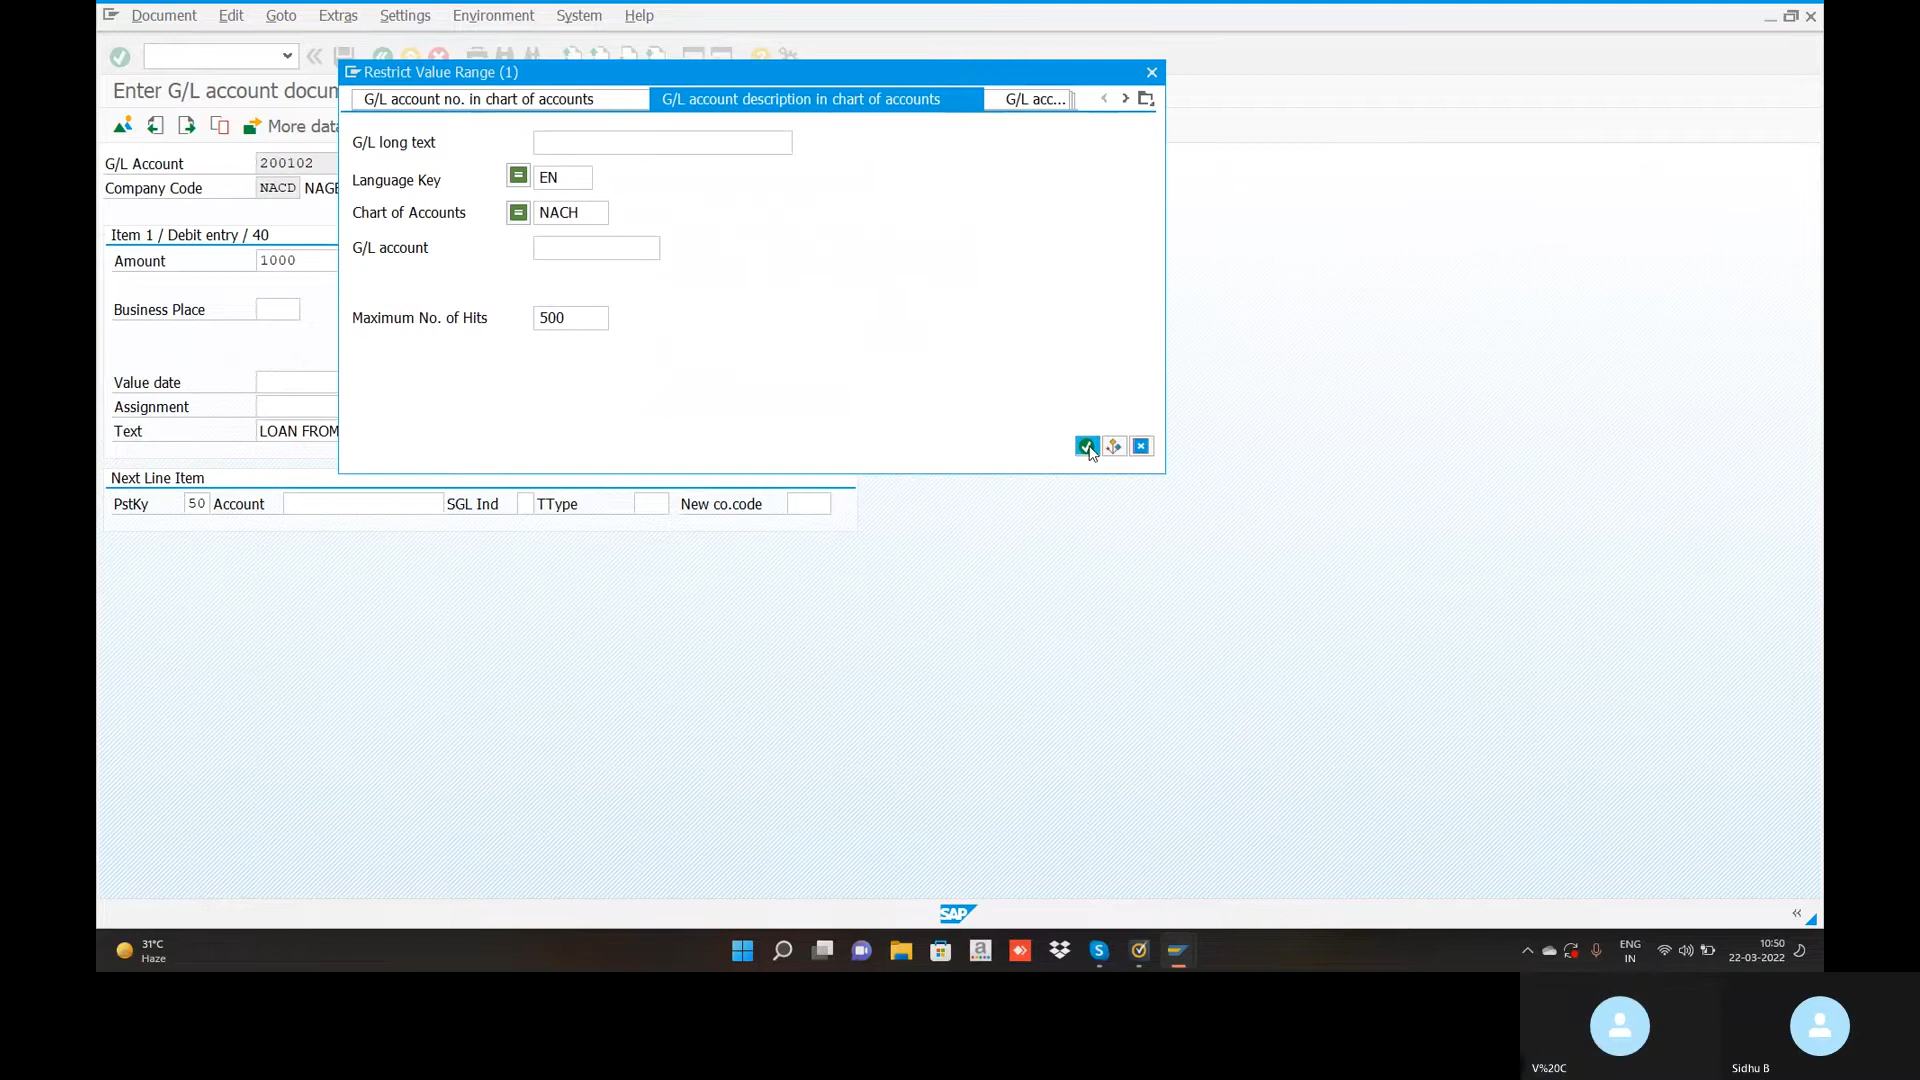 Document Edit Goto Extras Settings Environment System Help
Restrict Value Range (1)
Enter G/L account docum
G/L account no. in chart of accounts G/L account description in chart of accounts G/L acc...
More data
G/L long text
G/L Account 200102
Language Key EN
Company Code NACD NAGE
Chart of Accounts NACH
Item 1 / Debit entry / 40
G/L account
Amount 1000
Business Place
Maximum No. of Hits 500
Value date
Assignment
Text LOAN FROM
Next Line Item
PstKy 50 Account SGL Ind TType New co.code
SAP
31°C
Haze
ENG
IN
10:50
22-03-2022
V%20C
Sidhu B